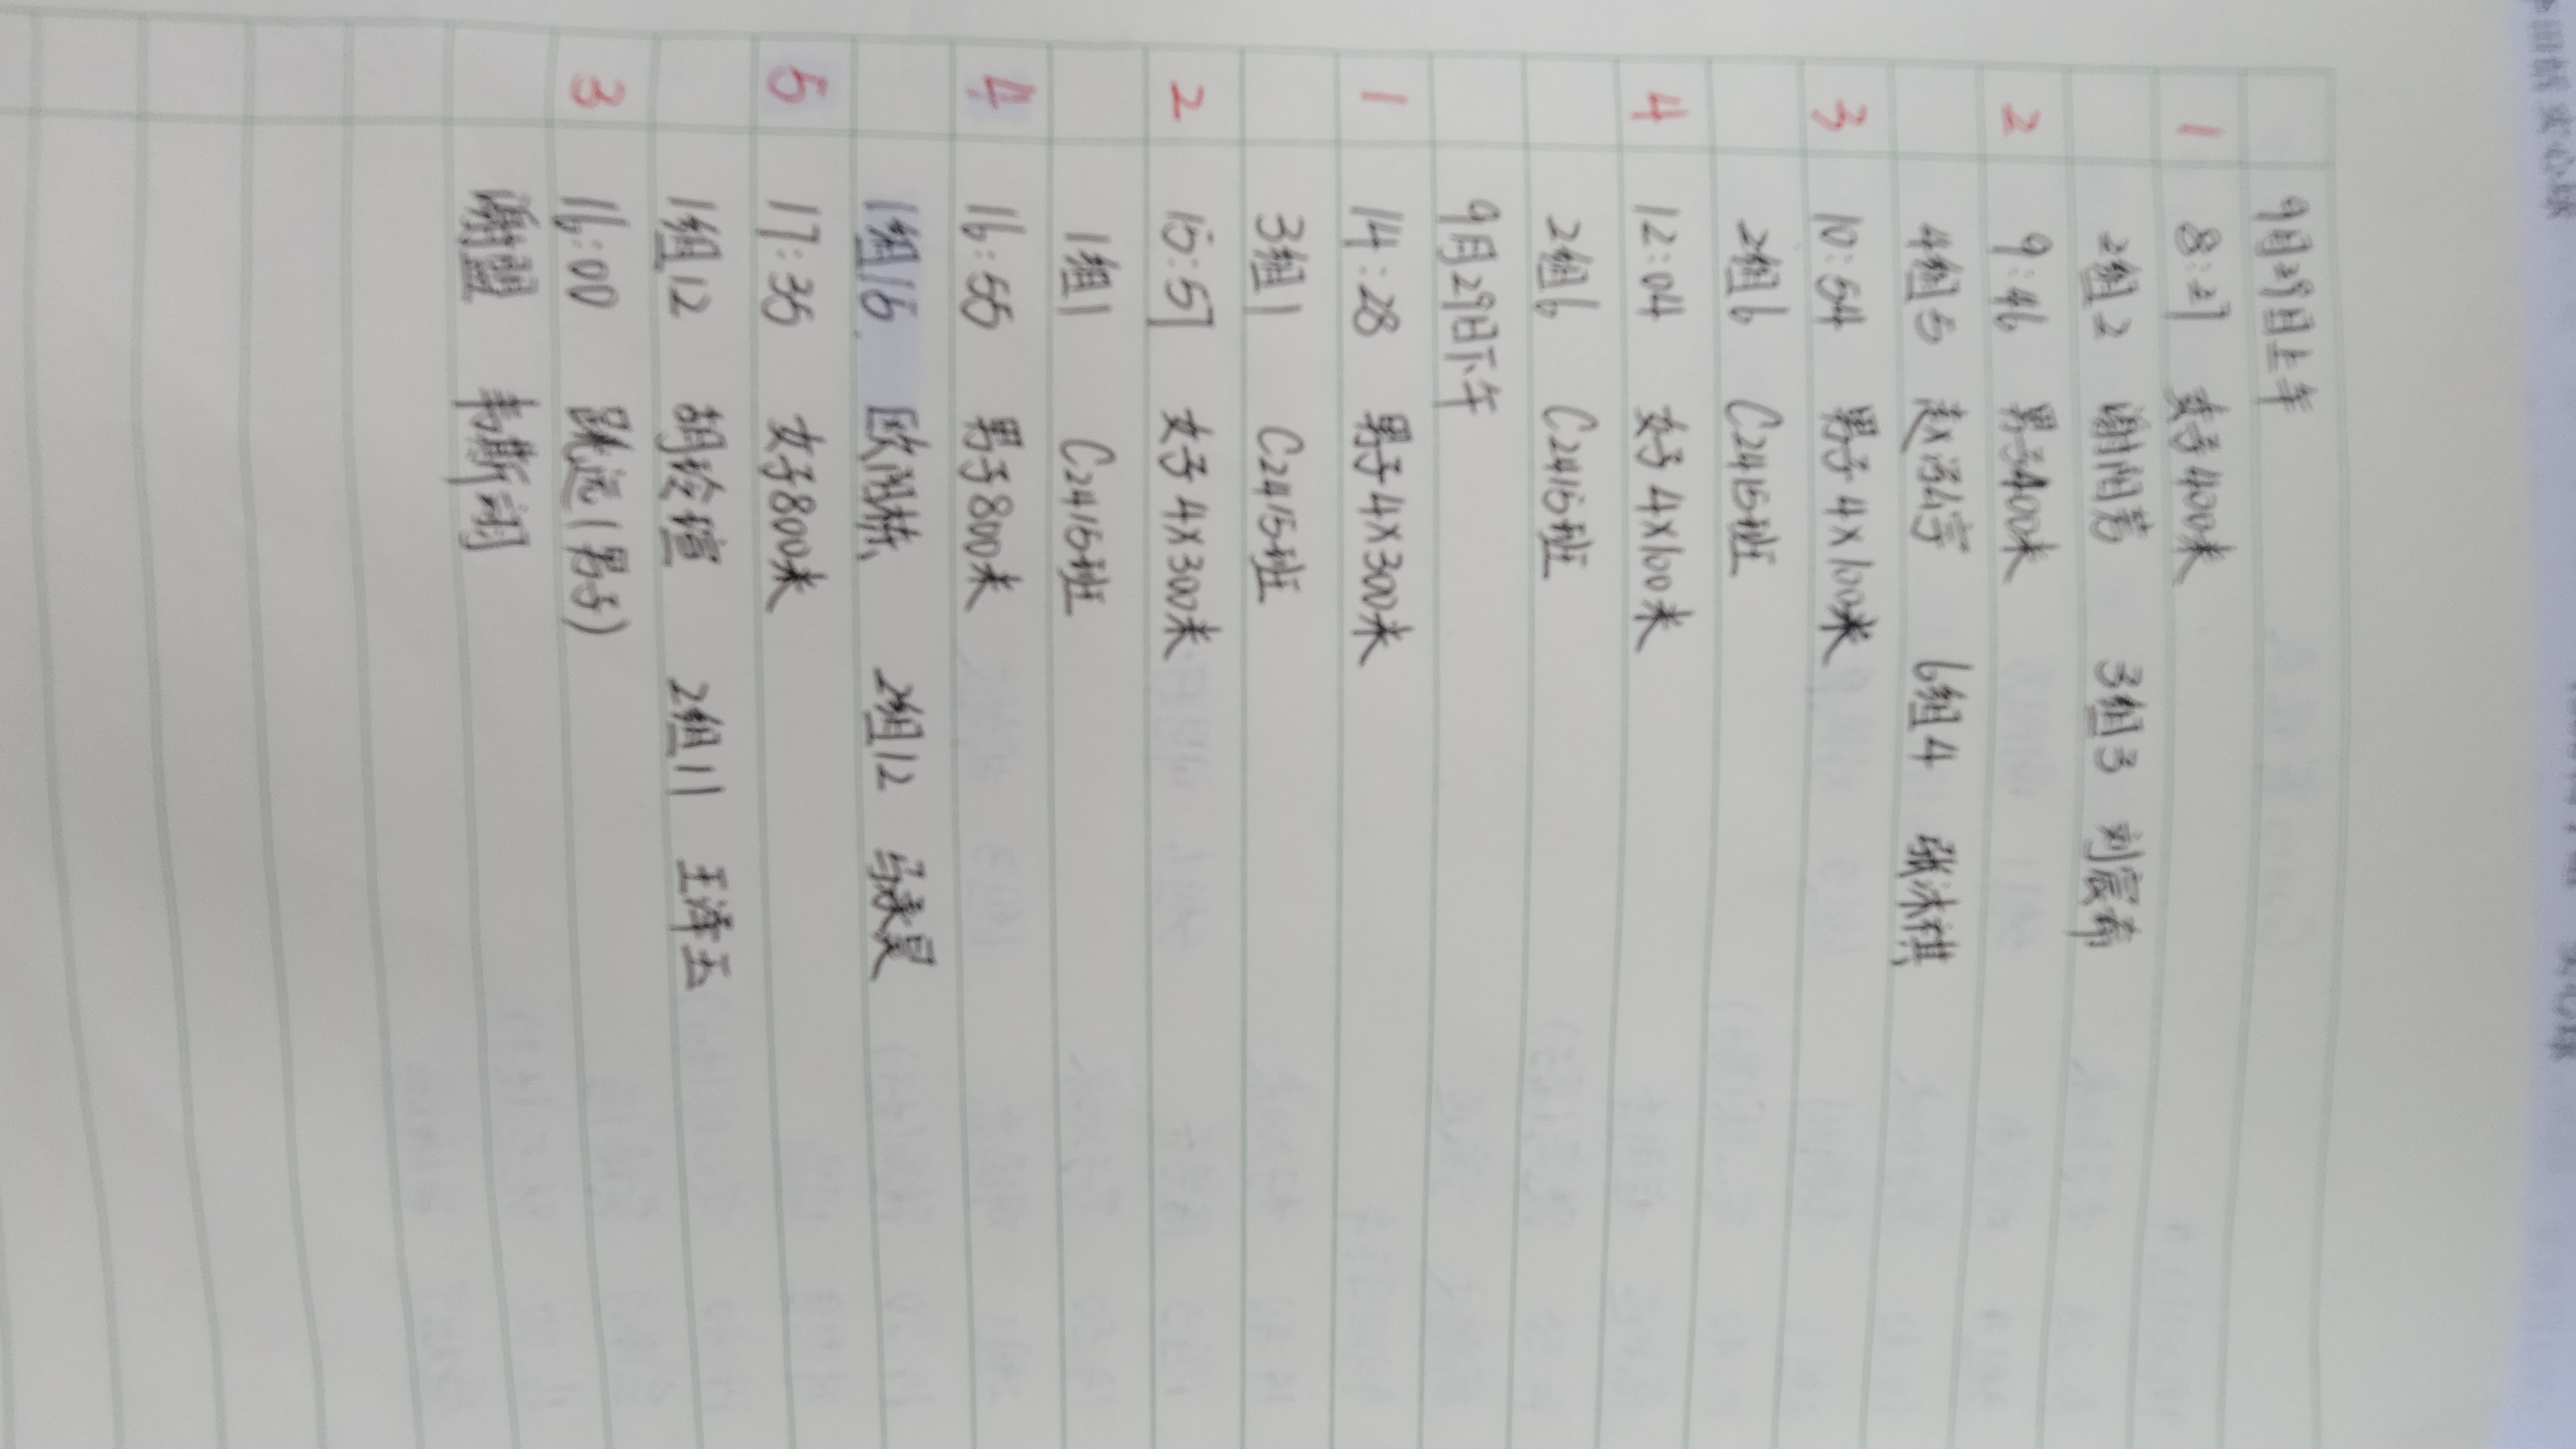 实心球
实心球
9月29日上午
1 8:27 女子400米
2组2 谢阳芳 3组3 刘宸希
2 9:46 男子400米
4组5 赵泓宇 6组4 张沐祺
3 10:54 男子4×100米
2组6 C2415班
4 12:04 女子4×100米
2组6 C2415班
9月29日下午
1 14:28 男子4×300米
3组1 C2415班
2 15:57 女子4×300米
1组1 C2415班
4 16:55 男子800米
1组15 欧阳栋 2组12 马承昊
5 17:35 女子800米
1组12 胡玲瑄 2组11 王泽玉
3 16:00 跳远(男子)
谢盟 韦斯翊